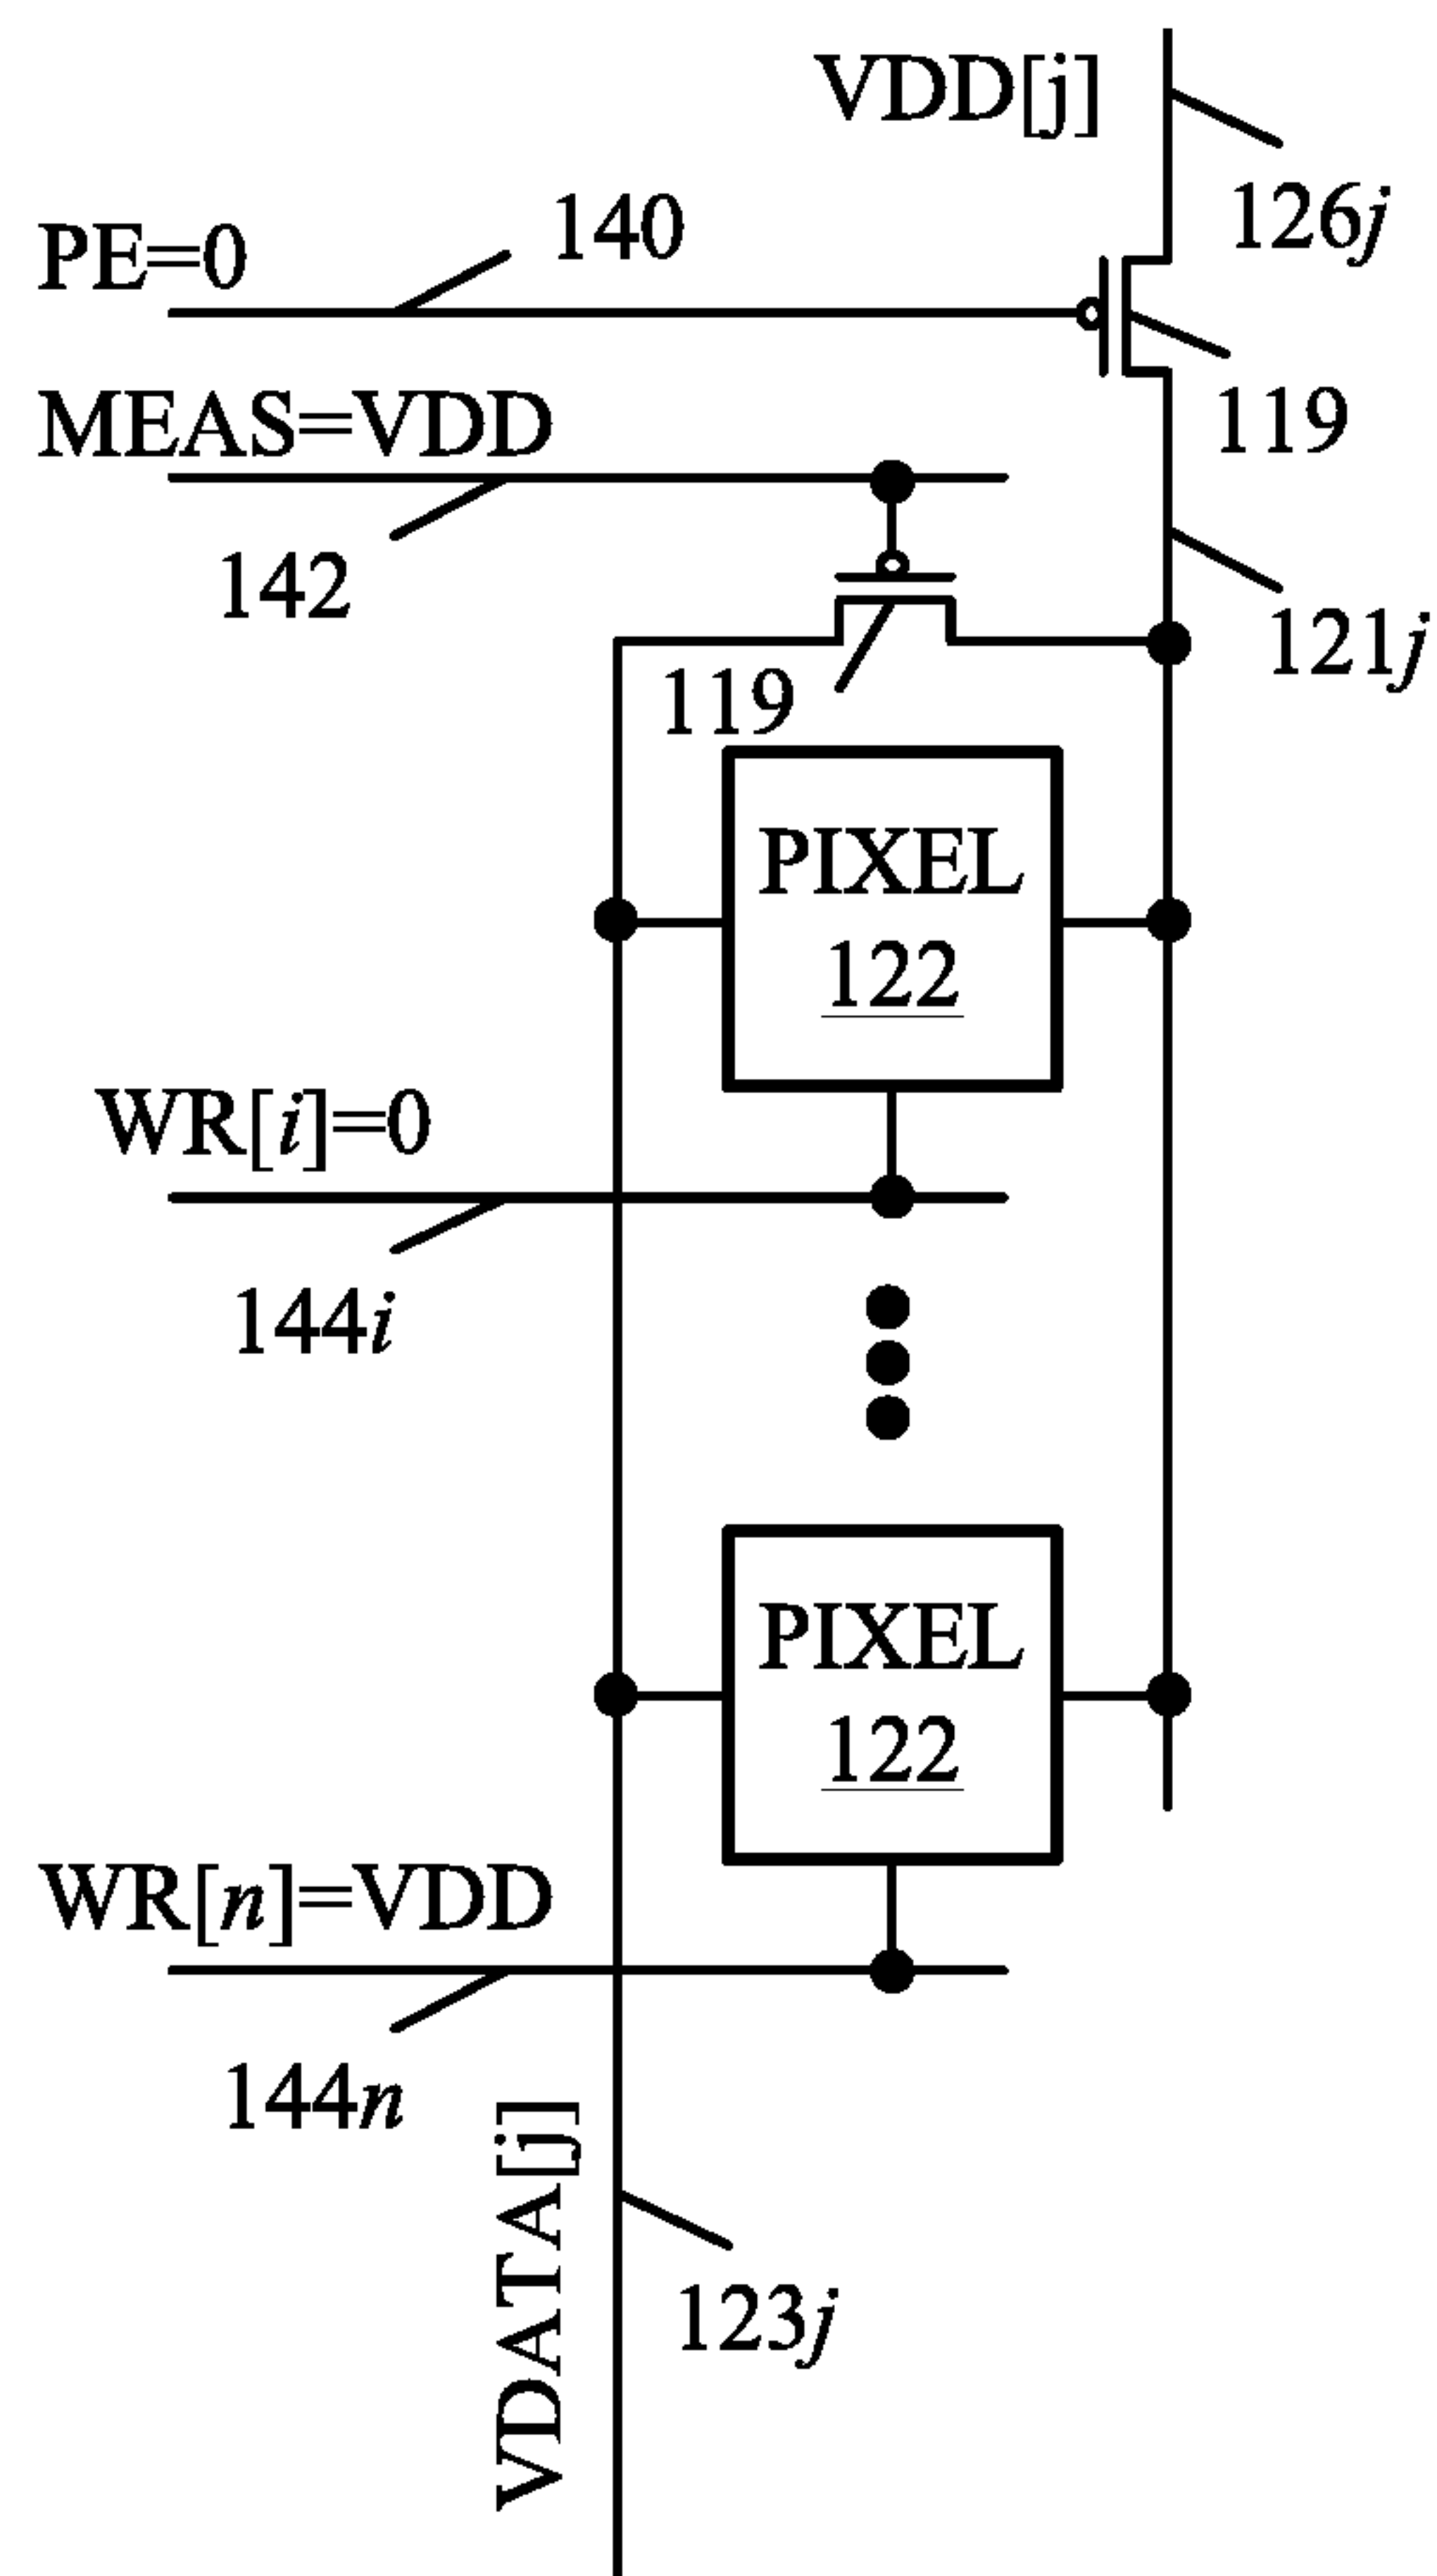 VDD[j]
126j
PE=0
140
119
MEAS=VDD
142
121j
119
PIXEL
122
WR[i]=0
144i
PIXEL
122
WR[n]=VDD
144n
VDATA[j]
123j